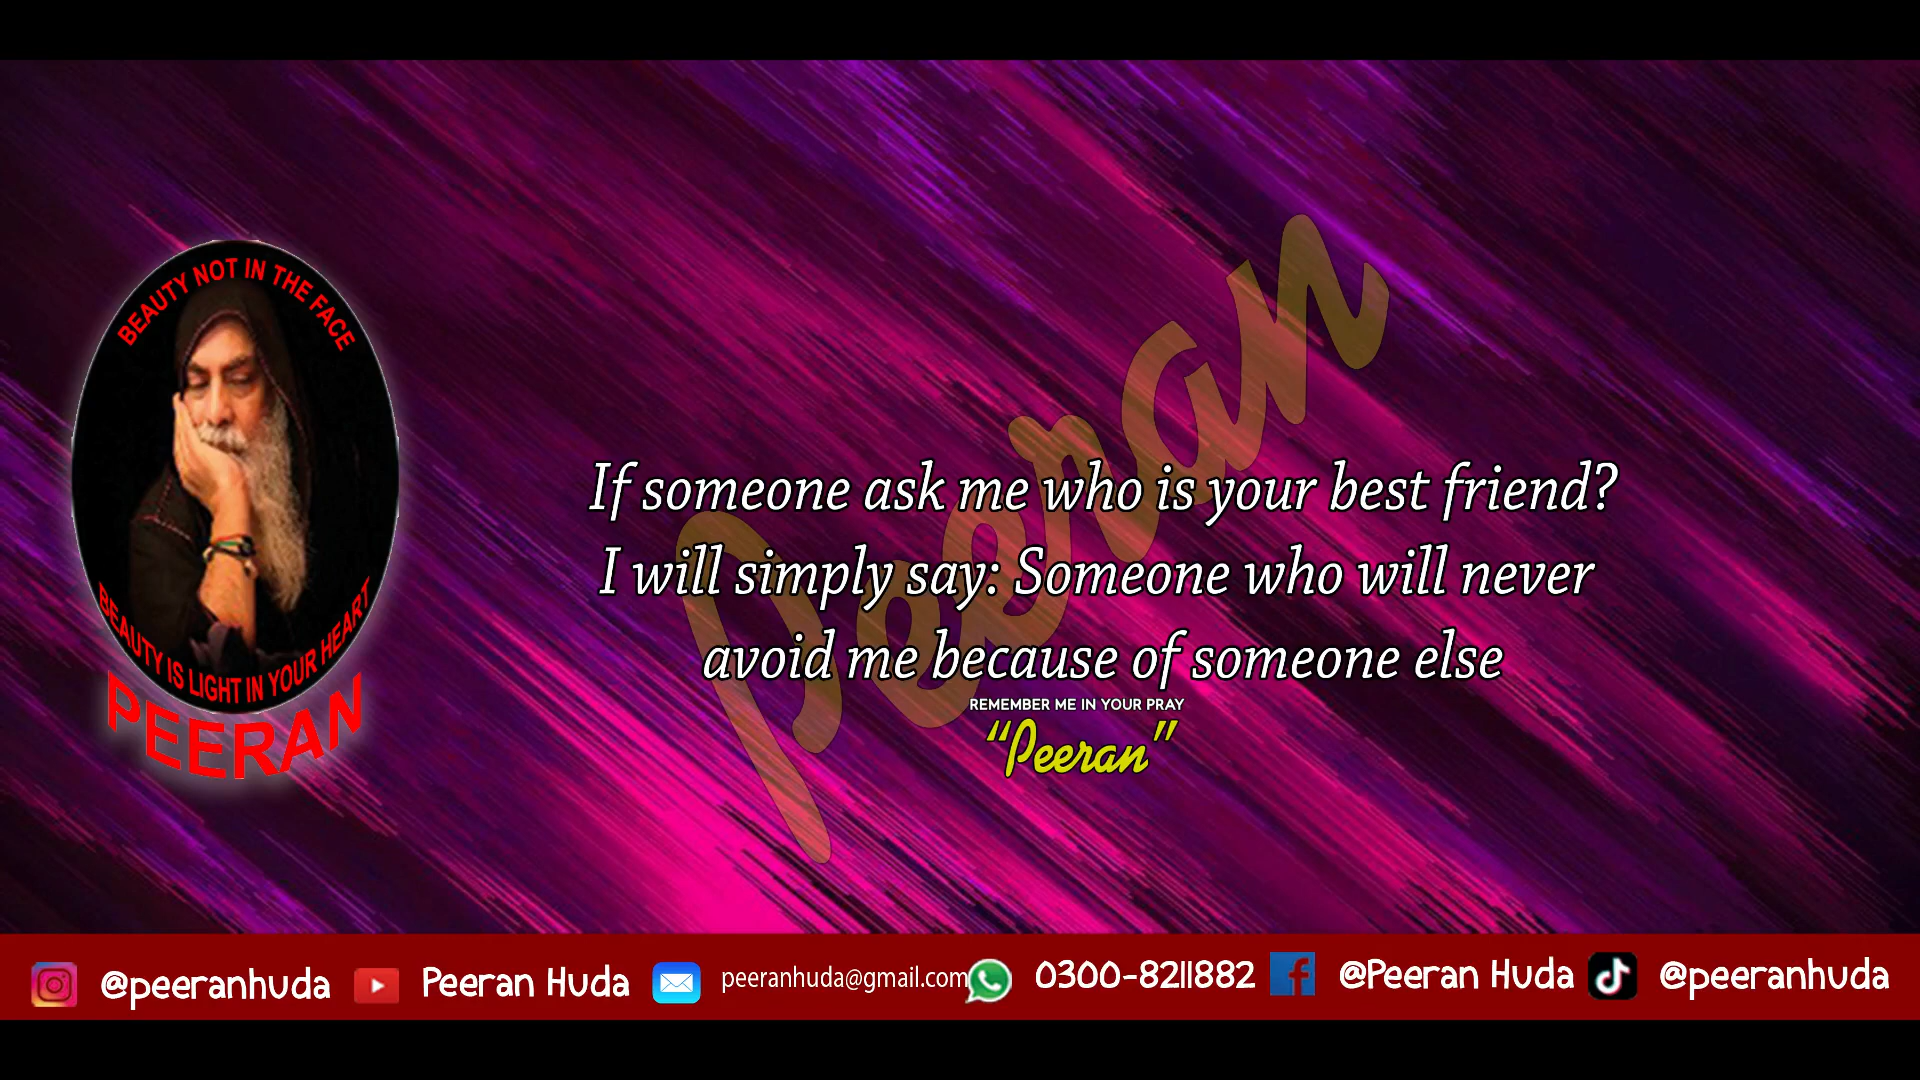 BEAUTY NOT IN THE FACE
BEAUTY IS LIGHT IN YOUR HEART
PEERAN
Peeran
If someone ask me who is your best friend?
I will simply say: Someone who will never
avoid me because of someone else
REMEMBER ME IN YOUR PRAY
“Peeran”
@peeranhuda Peeran Huda peeranhuda@gmail.com 0300-8211882 @Peeran Huda @peeranhuda